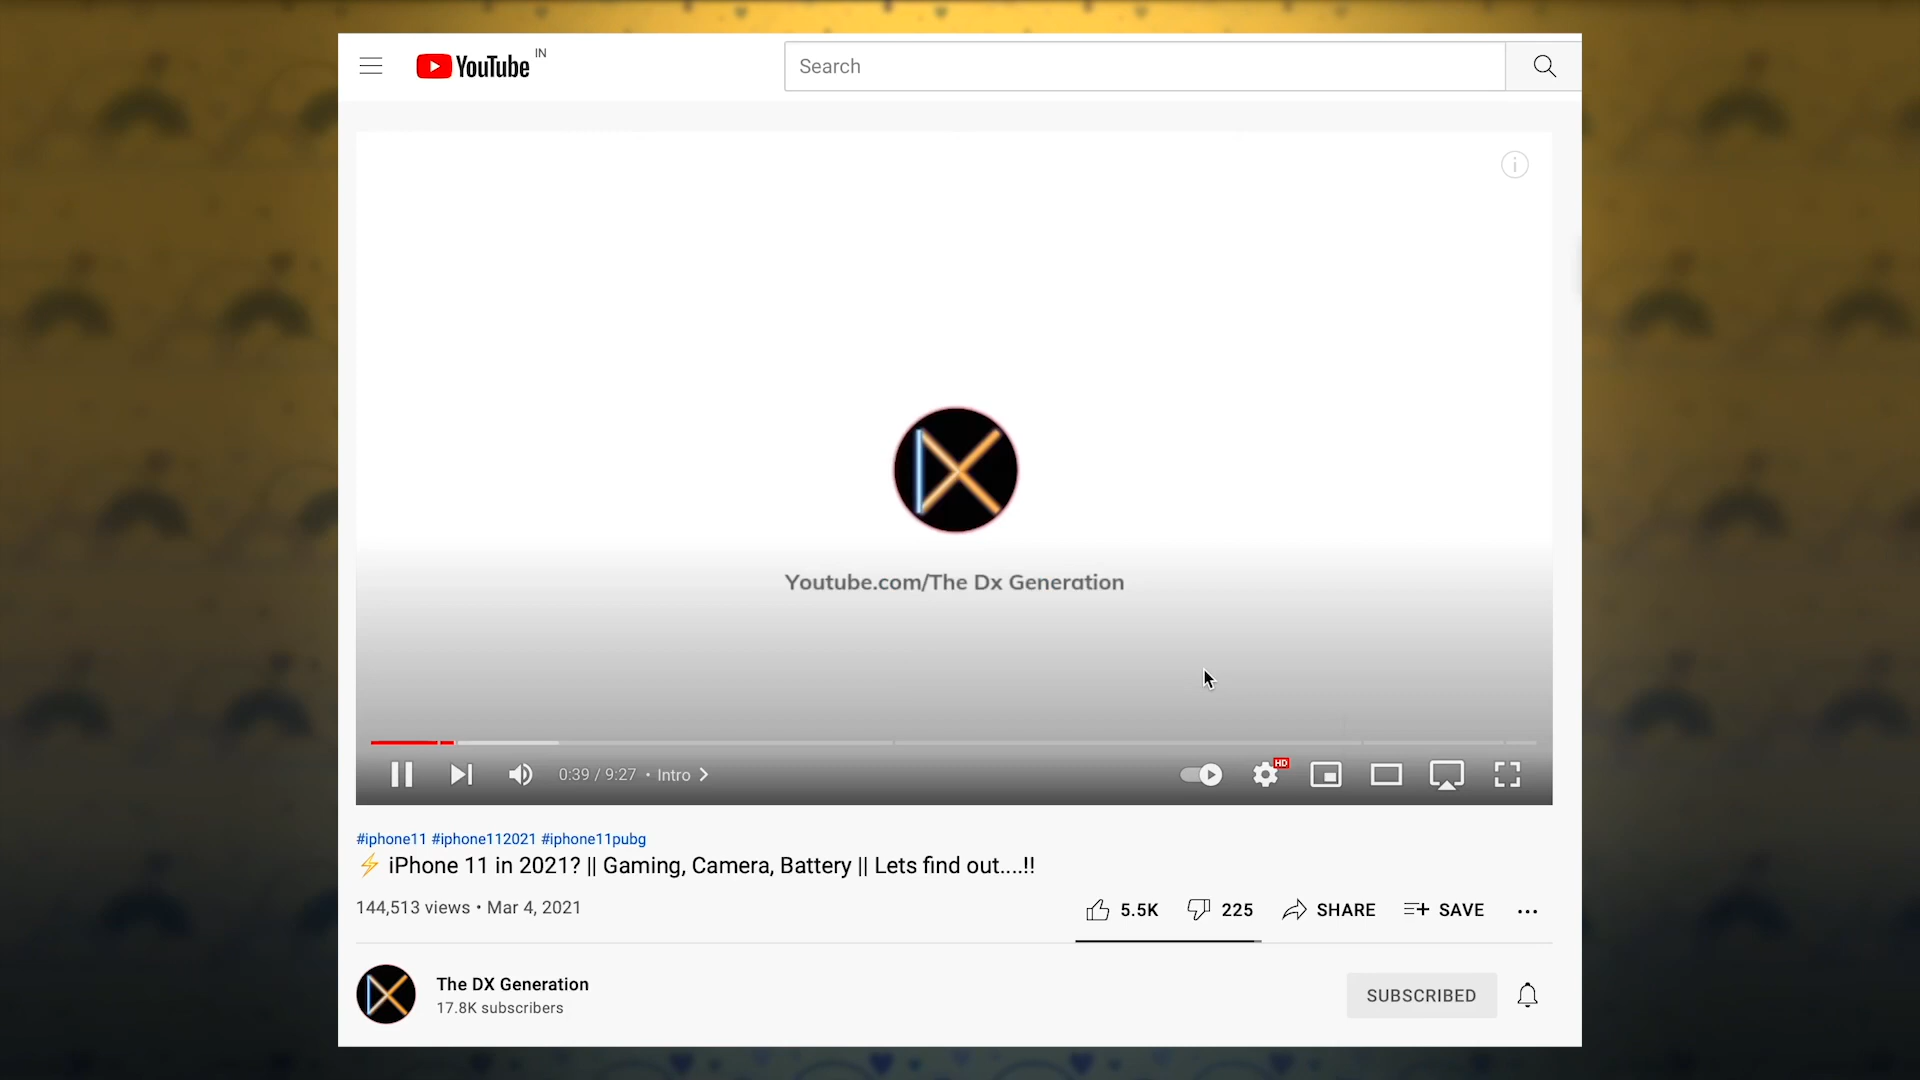 YouTube IN
Search
Youtube.com/The Dx Generation
HD
0:39 / 9:27 • Intro
#iphone11 #iphone112021 #iphone11pubg
⚡ iPhone 11 in 2021? || Gaming, Camera, Battery || Lets find out....!!
144,513 views • Mar 4, 2021
5.5K 225 SHARE SAVE
The DX Generation
17.8K subscribers
SUBSCRIBED